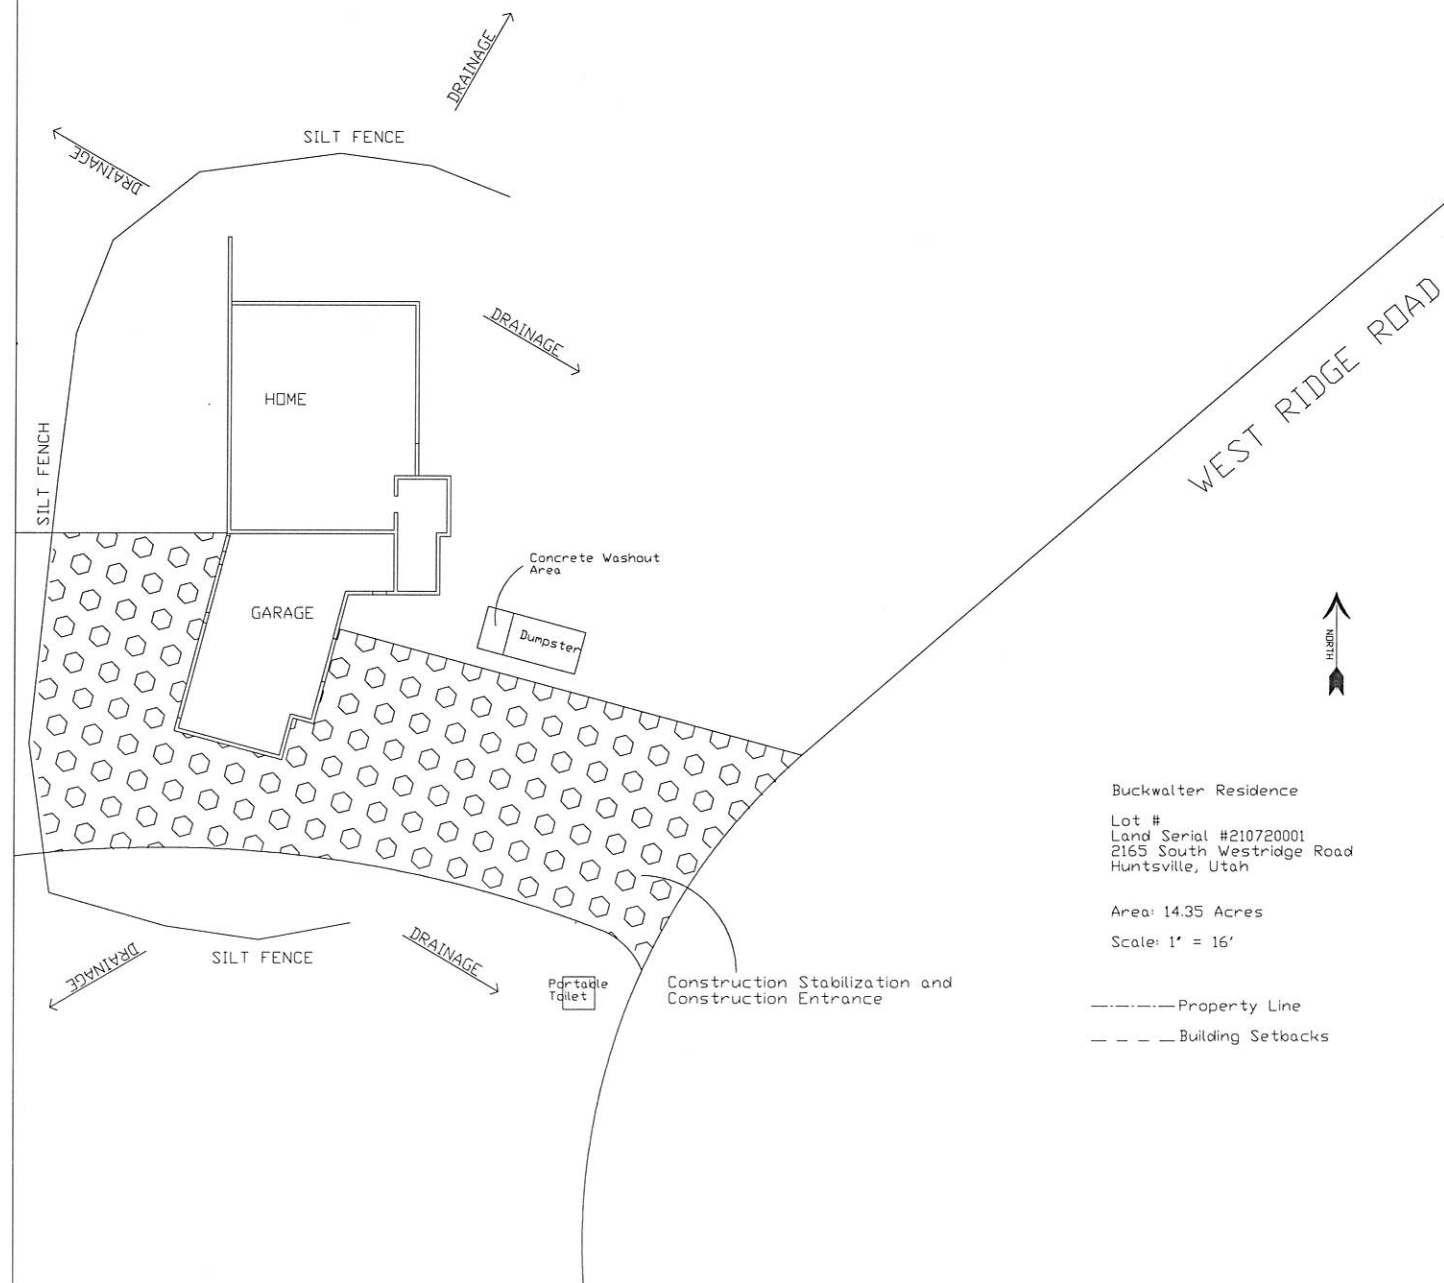 DRAINAGE
SILT FENCE
DRAINAGE
DRAINAGE
WEST RIDGE ROAD
HOME
SILT FENCH
Concrete Washout
Area
GARAGE
Dumpster
NORTH
Buckwalter Residence
Lot #
Land Serial #210720001
2165 South Westridge Road
Huntsville, Utah
Area: 14.35 Acres
Scale: 1" = 16'
DRAINAGE
SILT FENCE
DRAINAGE
Portable
Toilet
Construction Stabilization and
Construction Entrance
Property Line
Building Setbacks